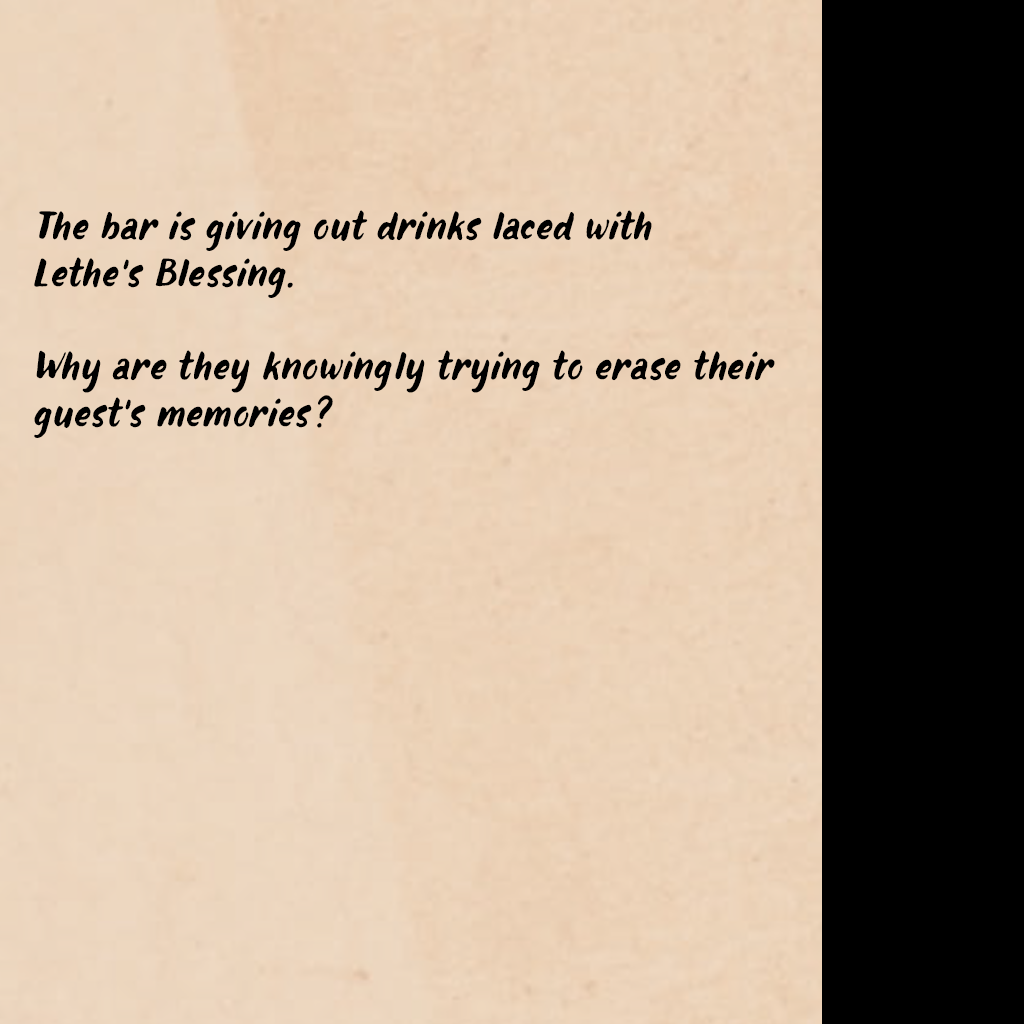 The bar is giving out drinks laced with
Lethe's Blessing.
Why are they knowingly trying to erase their
guest's memories?